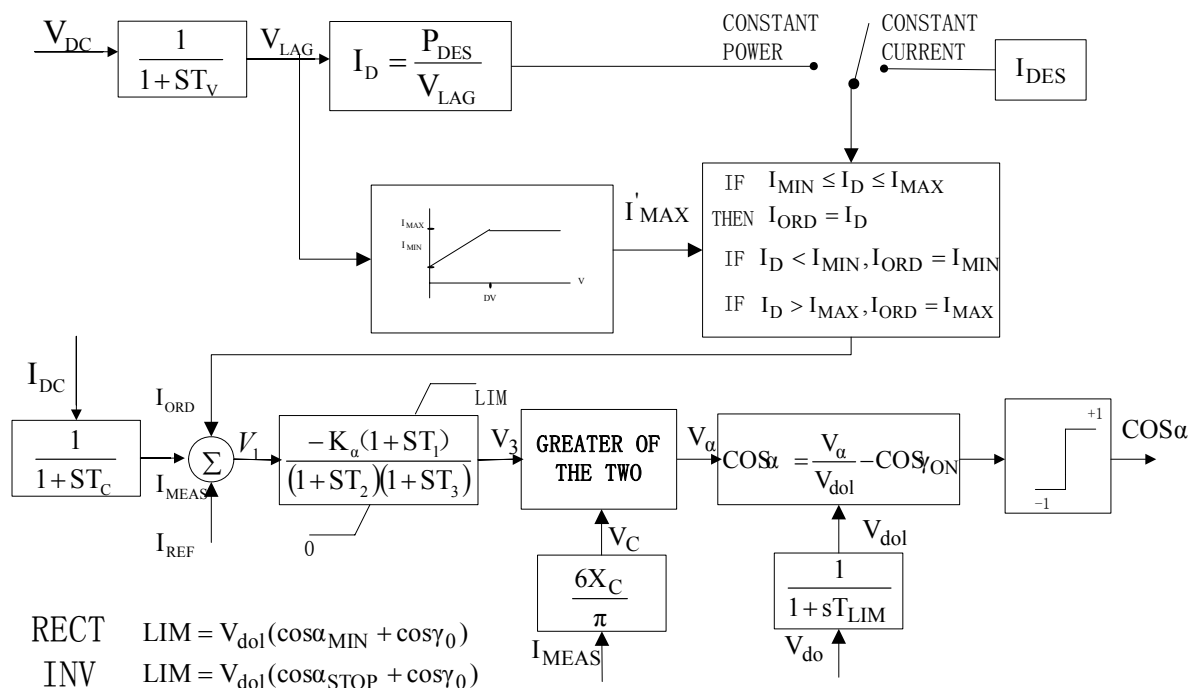 V_DC
1 / (1+ST_V)
V_LAG
I_D = P_DES / V_LAG
CONSTANT POWER
CONSTANT CURRENT
I_DES
I_MAX
I_MIN
DV
V
I'_MAX
IF I_MIN ≤ I_D ≤ I_MAX
THEN I_ORD = I_D
IF I_D < I_MIN, I_ORD = I_MIN
IF I_D > I_MAX, I_ORD = I_MAX
I_DC
1 / (1+ST_C)
I_ORD
I_MEAS
I_REF
Σ
V_1
LIM
-K_α(1+ST_1) / (1+ST_2)(1+ST_3)
0
V_3
GREATER OF
THE TWO
V_C
6X_C / π
I_MEAS
V_α
COSα = V_α / V_dol - COSγ_ON
V_dol
1 / (1+sT_LIM)
V_do
+1
-1
COSα
RECT LIM = V_dol(cosα_MIN + cosγ_0)
INV LIM = V_dol(cosα_STOP + cosγ_0)